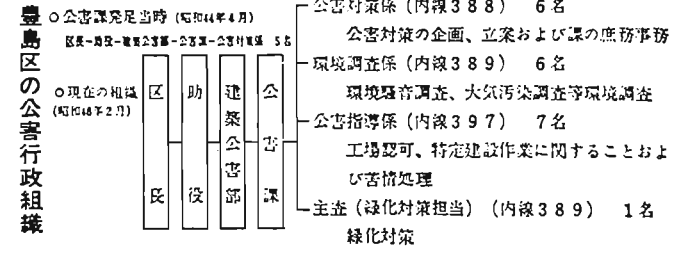 豊島区の公害行政組織
○公害課発足当時（昭和44年4月）
区長－助役－建築公害部－公害課－公害対策係　5名
○現在の組織
（昭和48年2月）
区長
助役
建築公害部
公害課
公害対策係（内線388）　6名
公害対策の企画、立案および課の庶務事務
環境調査係（内線389）　6名
環境騒音調査、大気汚染調査等環境調査
公害指導係（内線397）　7名
工場認可、特定建設作業に関することおよ
び苦情処理
主査（緑化対策担当）（内線389）　1名
緑化対策